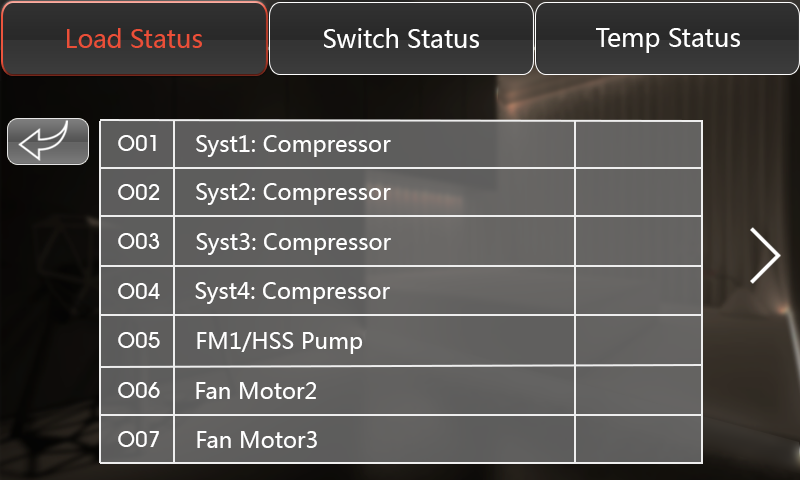 Load Status Switch Status Temp Status
O01 Syst1: Compressor
O02 Syst2: Compressor
O03 Syst3: Compressor
O04 Syst4: Compressor
O05 FM1/HSS Pump
O06 Fan Motor2
O07 Fan Motor3